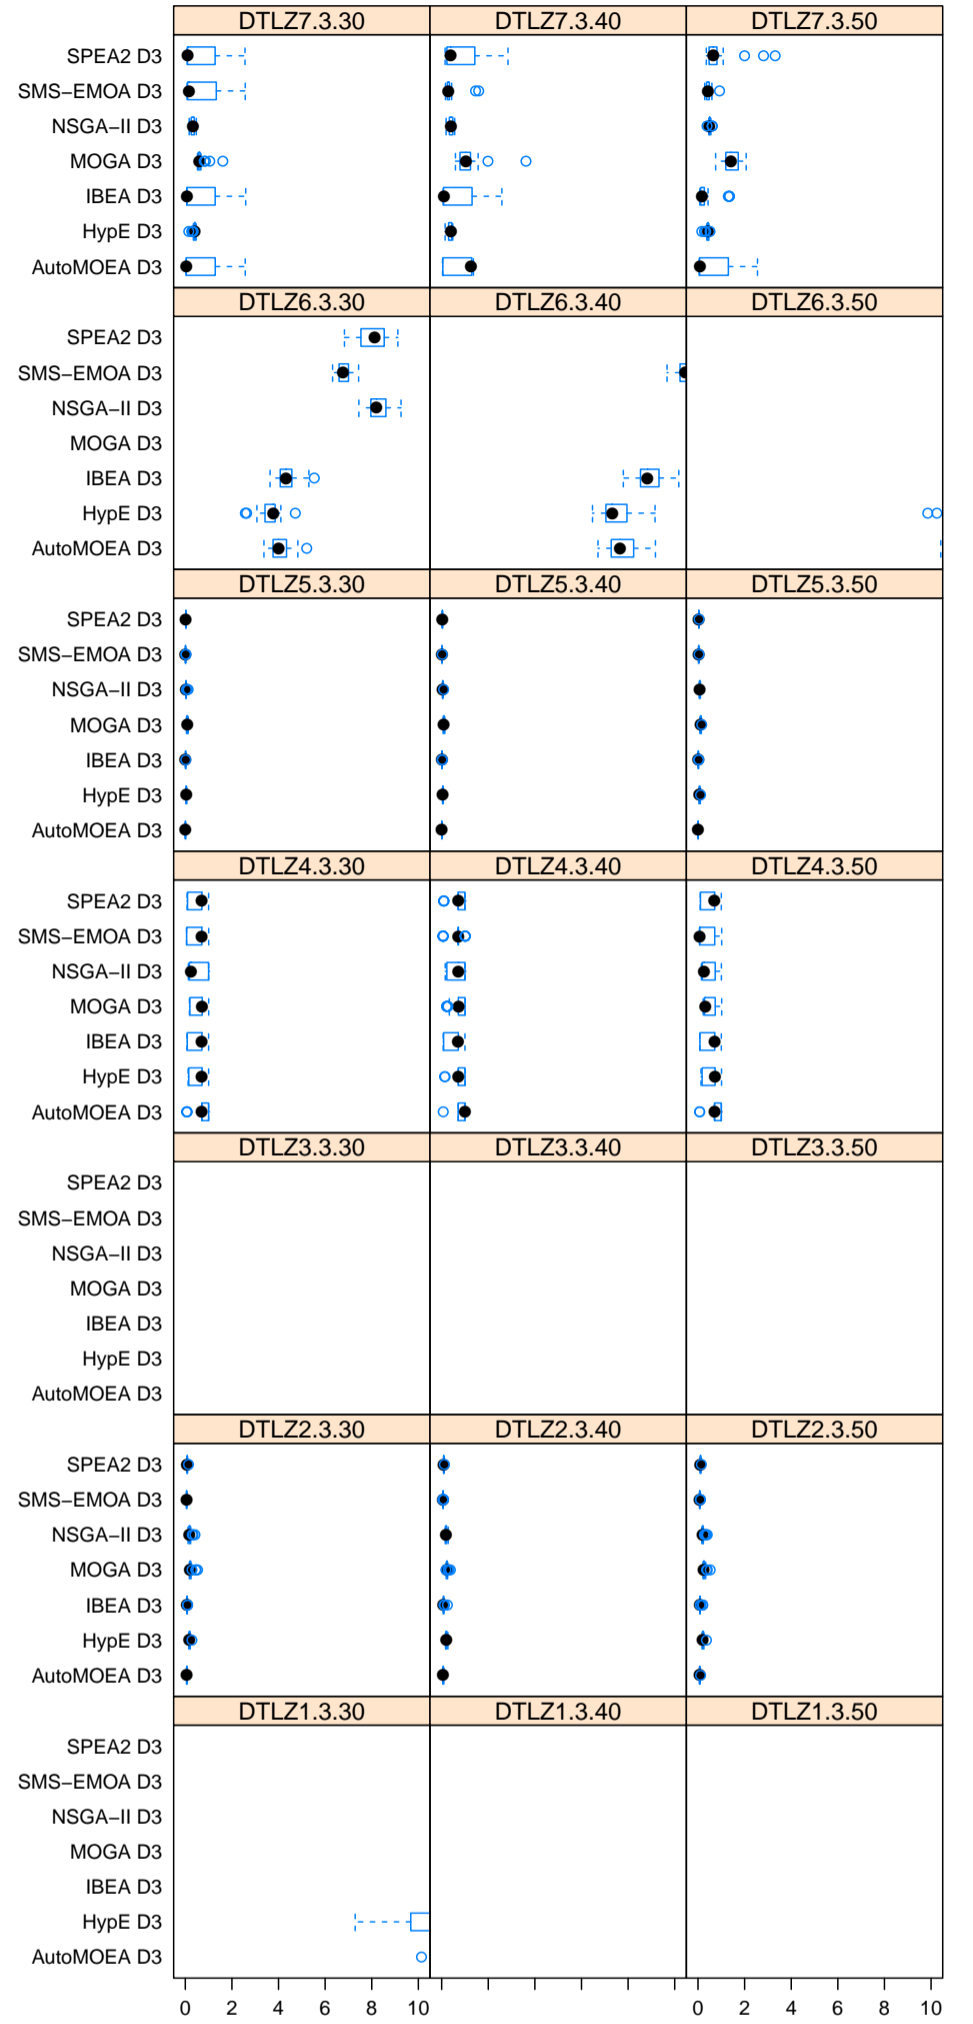 DTLZ7.3.30 DTLZ7.3.40 DTLZ7.3.50
SPEA2 D3
SMS−EMOA D3
NSGA−II D3
MOGA D3
IBEA D3
HypE D3
AutoMOEA D3
DTLZ6.3.30 DTLZ6.3.40 DTLZ6.3.50
SPEA2 D3
SMS−EMOA D3
NSGA−II D3
MOGA D3
IBEA D3
HypE D3
AutoMOEA D3
DTLZ5.3.30 DTLZ5.3.40 DTLZ5.3.50
SPEA2 D3
SMS−EMOA D3
NSGA−II D3
MOGA D3
IBEA D3
HypE D3
AutoMOEA D3
DTLZ4.3.30 DTLZ4.3.40 DTLZ4.3.50
SPEA2 D3
SMS−EMOA D3
NSGA−II D3
MOGA D3
IBEA D3
HypE D3
AutoMOEA D3
DTLZ3.3.30 DTLZ3.3.40 DTLZ3.3.50
SPEA2 D3
SMS−EMOA D3
NSGA−II D3
MOGA D3
IBEA D3
HypE D3
AutoMOEA D3
DTLZ2.3.30 DTLZ2.3.40 DTLZ2.3.50
SPEA2 D3
SMS−EMOA D3
NSGA−II D3
MOGA D3
IBEA D3
HypE D3
AutoMOEA D3
DTLZ1.3.30 DTLZ1.3.40 DTLZ1.3.50
SPEA2 D3
SMS−EMOA D3
NSGA−II D3
MOGA D3
IBEA D3
HypE D3
AutoMOEA D3
0 2 4 6 8 10 0 2 4 6 8 10